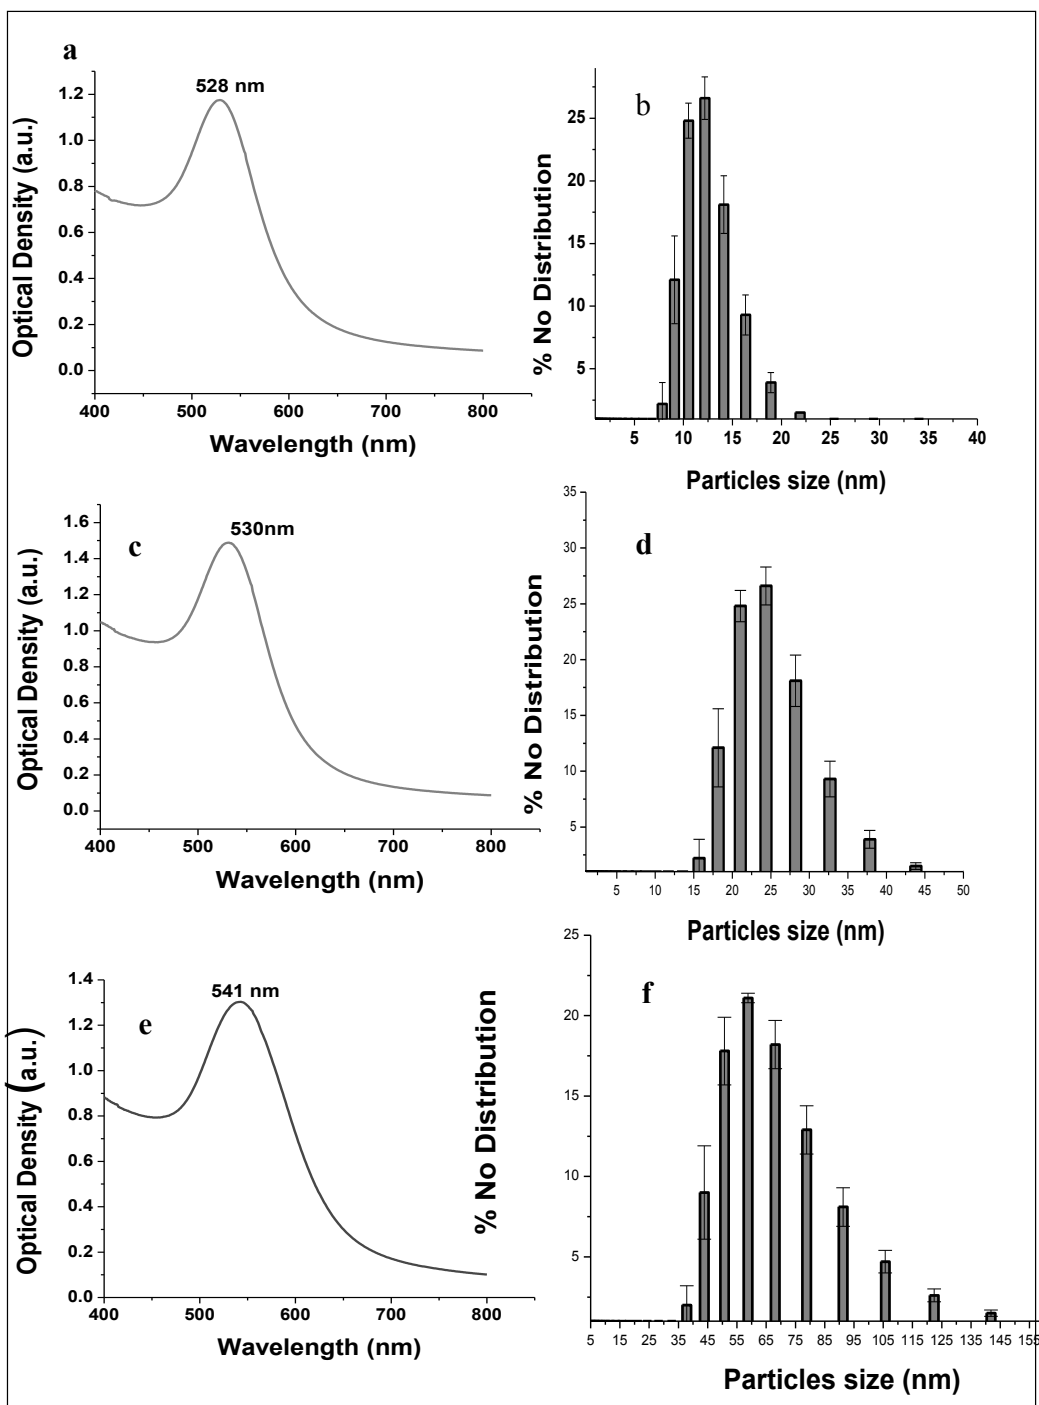 a
528 nm
1.2
1.0
0.8
0.6
0.4
0.2
0.0
400 500 600 700 800
Optical Density (a.u.)
Wavelength (nm)
b
25
25
15
10
5
5 10 15 20 25 30 35 40
% No Distribution
Particles size (nm)
c
530nm
1.6
1.4
1.2
1.0
0.8
0.6
0.4
0.2
0.0
400 500 600 700 800
Optical Density (a.u.)
Wavelength (nm)
d
35
30
25
20
15
10
5
5 10 15 20 25 30 35 40 45 50
% No Distribution
Particles size (nm)
e
541 nm
1.4
1.2
1.0
0.8
0.6
0.4
0.2
0.0
400 500 600 700 800
Optical Density (a.u.)
Wavelength (nm)
f
25
20
15
10
5
5 15 25 35 45 55 65 75 85 95 105 115 125 135 145 155
% No Distribution
Particles size (nm)